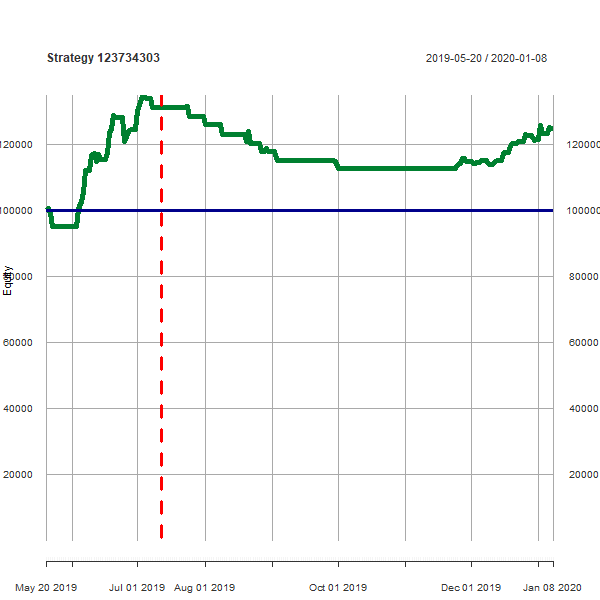 Strategy 123734303
2019-05-20 / 2020-01-08
120000
120000
100000
100000
Equity
80000
80000
60000
60000
40000
40000
20000
20000
May 20 2019
Jul 01 2019
Aug 01 2019
Oct 01 2019
Dec 01 2019
Jan 08 2020